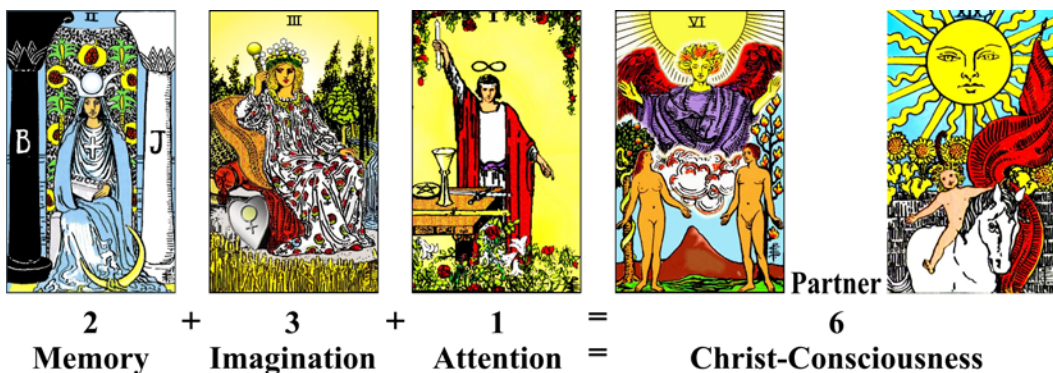 II III I VI
B J
Partner
2 + 3 + 1 = 6
Memory Imagination Attention = Christ-Consciousness